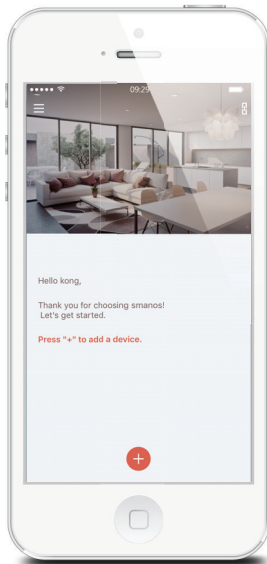 09:29
Hello kong,
Thank you for choosing smanos!
Let's get started.
Press "+" to add a device.
+